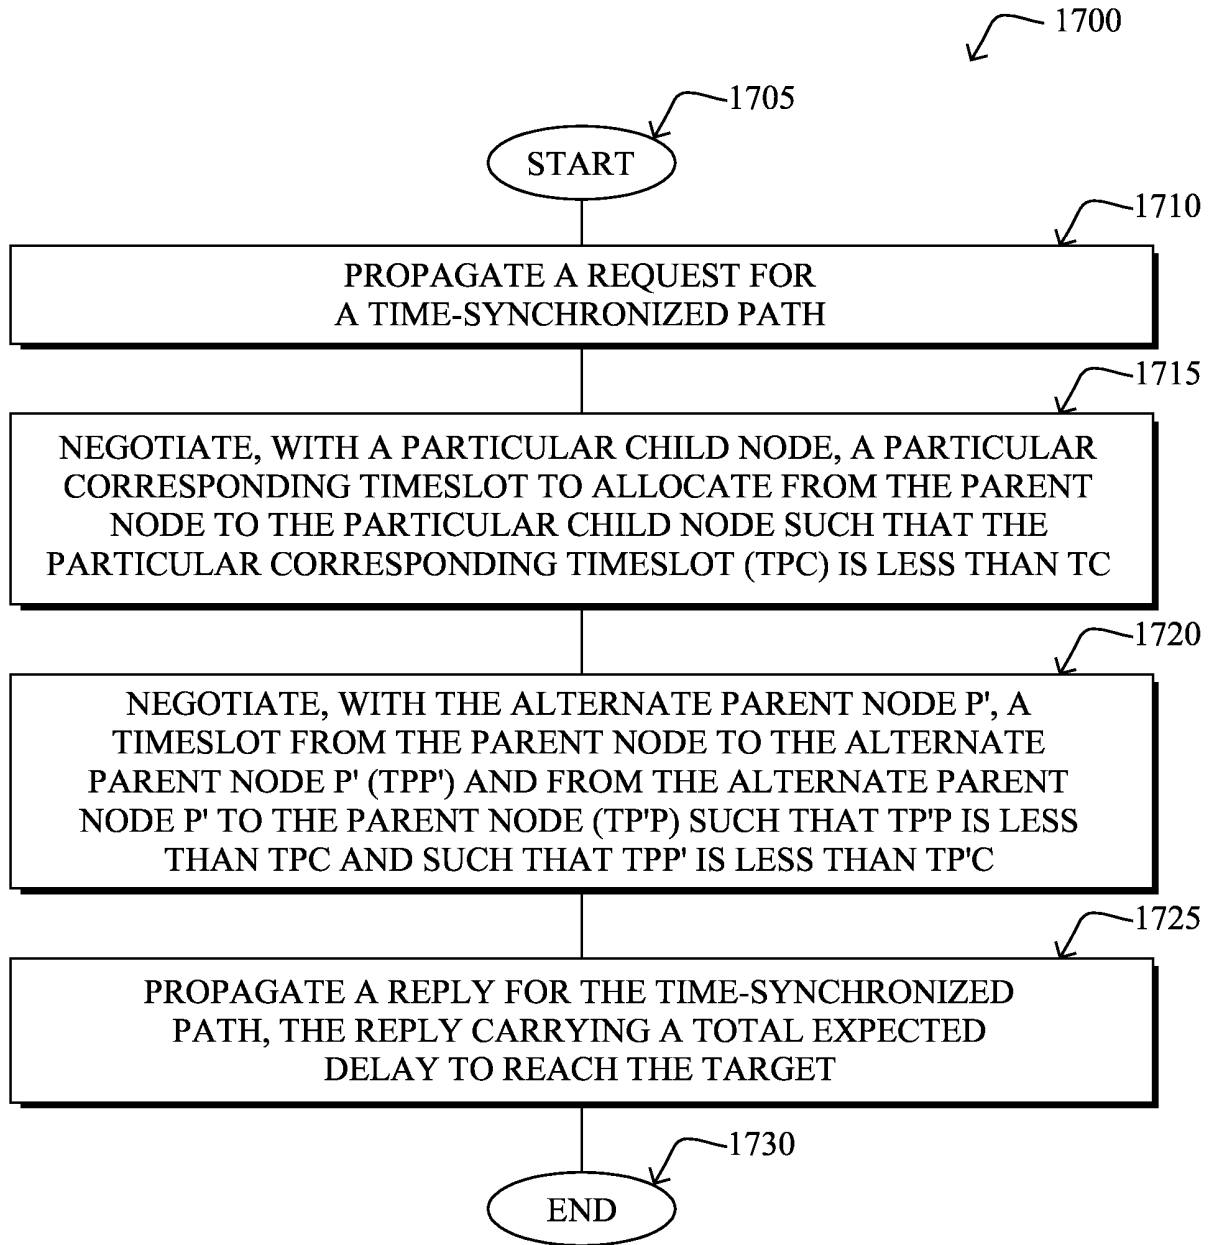 1700
1705
START
1710
PROPAGATE A REQUEST FOR
A TIME-SYNCHRONIZED PATH
1715
NEGOTIATE, WITH A PARTICULAR CHILD NODE, A PARTICULAR
CORRESPONDING TIMESLOT TO ALLOCATE FROM THE PARENT
NODE TO THE PARTICULAR CHILD NODE SUCH THAT THE
PARTICULAR CORRESPONDING TIMESLOT (TPC) IS LESS THAN TC
1720
NEGOTIATE, WITH THE ALTERNATE PARENT NODE P', A
TIMESLOT FROM THE PARENT NODE TO THE ALTERNATE
PARENT NODE P' (TPP') AND FROM THE ALTERNATE PARENT
NODE P' TO THE PARENT NODE (TP'P) SUCH THAT TP'P IS LESS
THAN TPC AND SUCH THAT TPP' IS LESS THAN TP'C
1725
PROPAGATE A REPLY FOR THE TIME-SYNCHRONIZED
PATH, THE REPLY CARRYING A TOTAL EXPECTED
DELAY TO REACH THE TARGET
1730
END